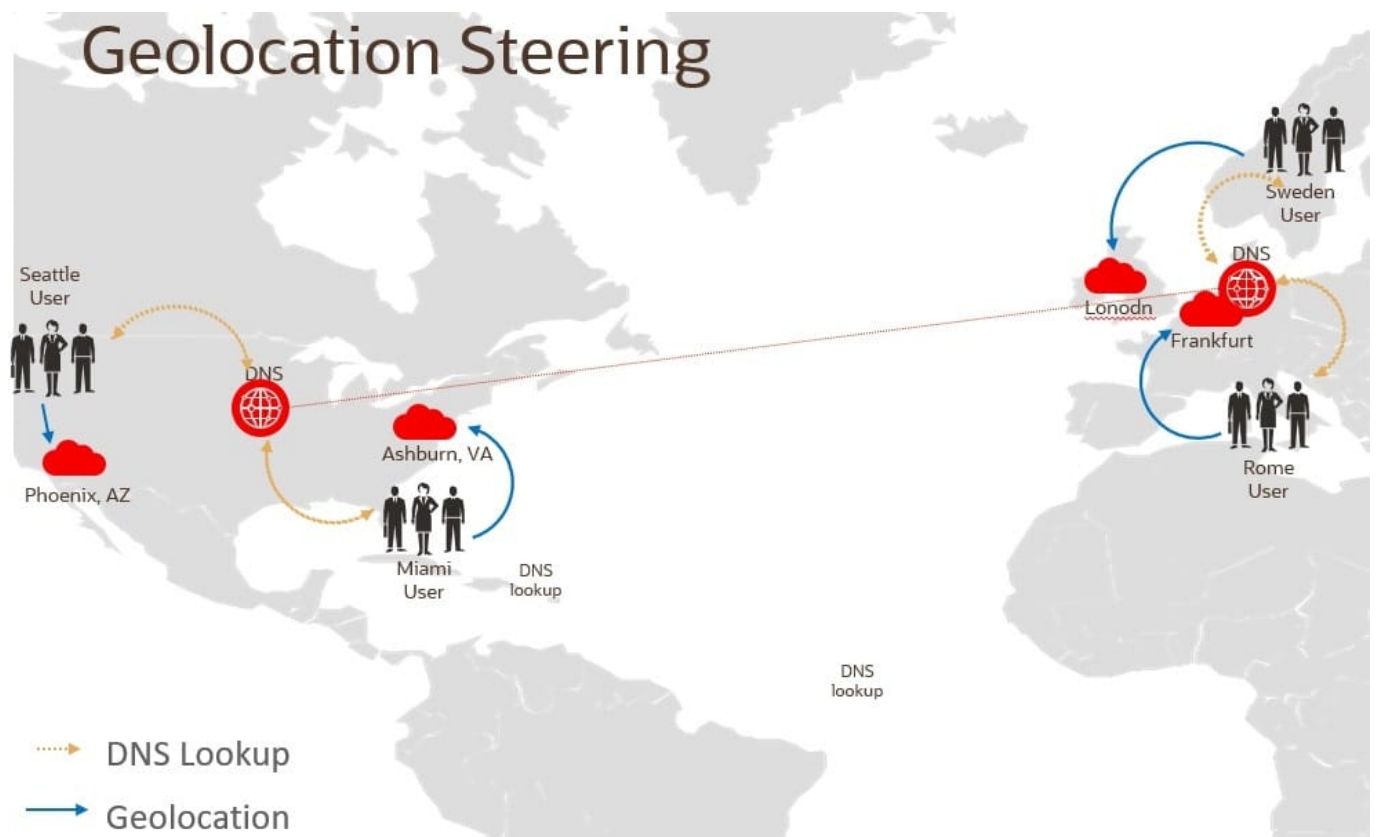 Geolocation Steering
Sweden
User
DNS
Seattle
User
Lonodn
Frankfurt
DNS
Ashburn, VA
Rome
User
Phoenix, AZ
Miami
User
DNS
lookup
DNS
lookup
DNS Lookup
Geolocation